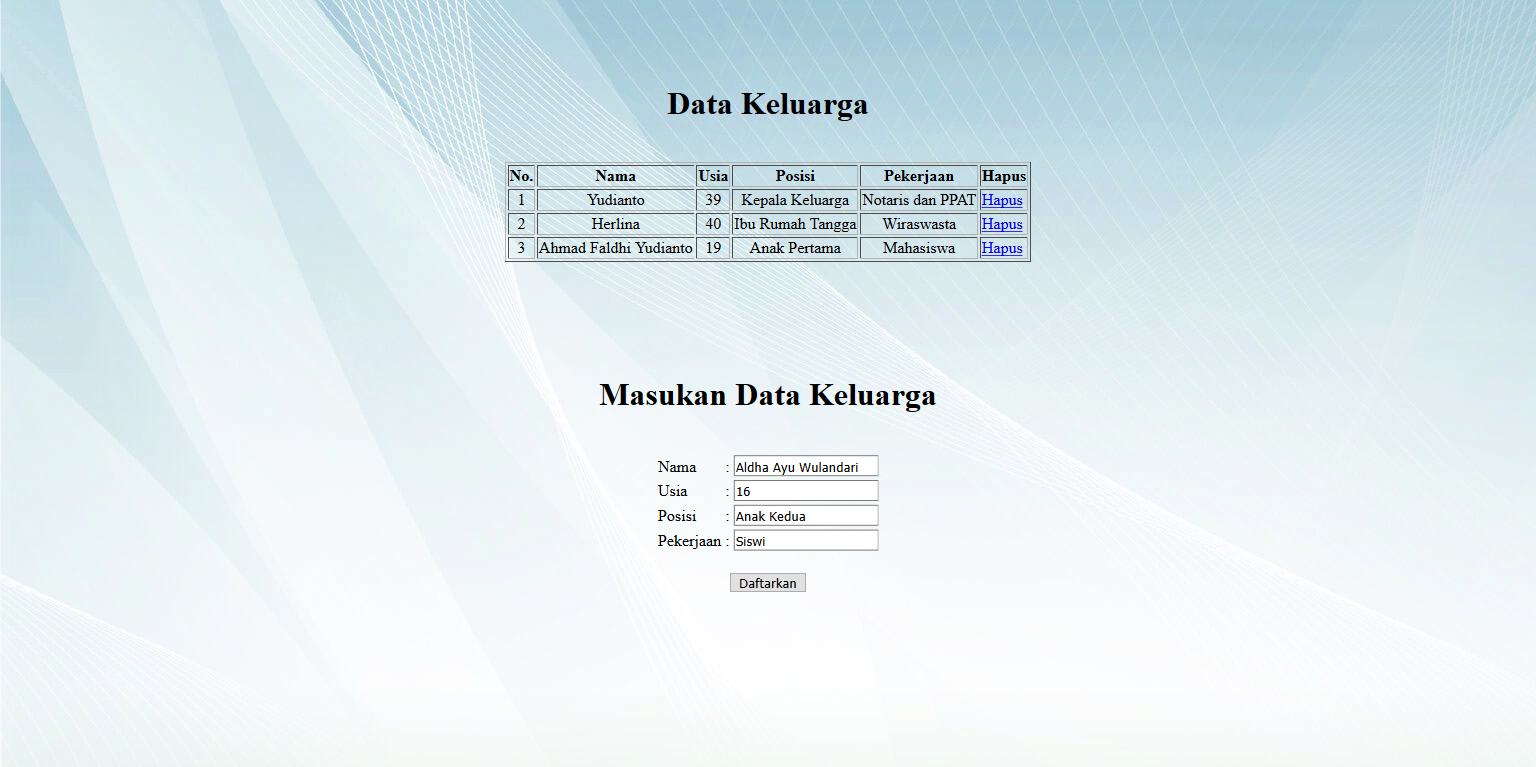 Data Keluarga
No. Nama Usia Posisi Pekerjaan Hapus
1 Yudianto 39 Kepala Keluarga Notaris dan PPAT Hapus
2 Herlina 40 Ibu Rumah Tangga Wiraswasta Hapus
3 Ahmad Faldhi Yudianto 19 Anak Pertama Mahasiswa Hapus
Masukan Data Keluarga
Nama : Aldha Ayu Wulandari
Usia : 16
Posisi : Anak Kedua
Pekerjaan : Siswi
Daftarkan